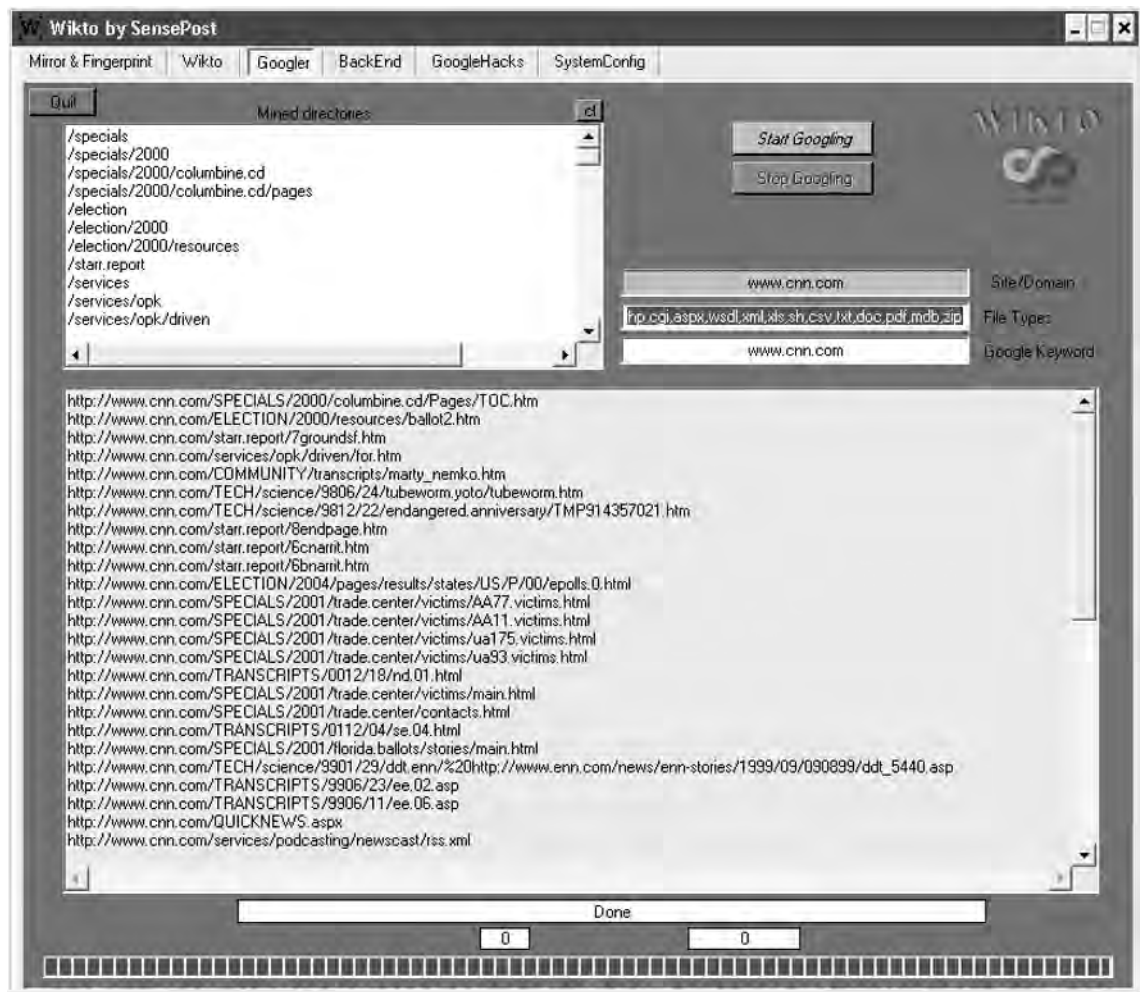 Wikto by SensePost
Mirror & Fingerprint Wikto Googler BackEnd GoogleHacks SystemConfig
Quit
Mined directories
cl
/specials
/specials/2000
/specials/2000/columbine.cd
/specials/2000/columbine.cd/pages
/election
/election/2000
/election/2000/resources
/starr.report
/services
/services/opk
/services/opk/driven
Start Googling
Stop Googling
WIKTO
www.cnn.com Site/Domain
hp,cgi,aspx,wsdl,xml,xls,sh,csv,txt,doc,pdf,mdb,zip File Types
www.cnn.com Google Keyword
http://www.cnn.com/SPECIALS/2000/columbine.cd/Pages/TOC.htm
http://www.cnn.com/ELECTION/2000/resources/ballot2.htm
http://www.cnn.com/starr.report/7groundsf.htm
http://www.cnn.com/services/opk/driven/for.htm
http://www.cnn.com/COMMUNITY/transcripts/marty_nemko.htm
http://www.cnn.com/TECH/science/9806/24/tubeworm.yoto/tubeworm.htm
http://www.cnn.com/TECH/science/9812/22/endangered.anniversary/TMP914357021.htm
http://www.cnn.com/starr.report/8endpage.htm
http://www.cnn.com/starr.report/6cnarrit.htm
http://www.cnn.com/starr.report/6bnarrit.htm
http://www.cnn.com/ELECTION/2004/pages/results/states/US/P/00/epolls.0.html
http://www.cnn.com/SPECIALS/2001/trade.center/victims/AA77.victims.html
http://www.cnn.com/SPECIALS/2001/trade.center/victims/AA11.victims.html
http://www.cnn.com/SPECIALS/2001/trade.center/victims/ua175.victims.html
http://www.cnn.com/SPECIALS/2001/trade.center/victims/ua93.victims.html
http://www.cnn.com/TRANSCRIPTS/0012/18/nd.01.html
http://www.cnn.com/SPECIALS/2001/trade.center/victims/main.html
http://www.cnn.com/SPECIALS/2001/trade.center/contacts.html
http://www.cnn.com/TRANSCRIPTS/0112/04/se.04.html
http://www.cnn.com/SPECIALS/2001/florida.ballots/stories/main.html
http://www.cnn.com/TECH/science/9901/29/ddt.enn/%20http://www.enn.com/news/enn-stories/1999/09/090899/ddt_5440.asp
http://www.cnn.com/TRANSCRIPTS/9906/23/ee.02.asp
http://www.cnn.com/TRANSCRIPTS/9906/11/ee.06.asp
http://www.cnn.com/QUICKNEWS.aspx
http://www.cnn.com/services/podcasting/newscast/rss.xml
Done
0 0